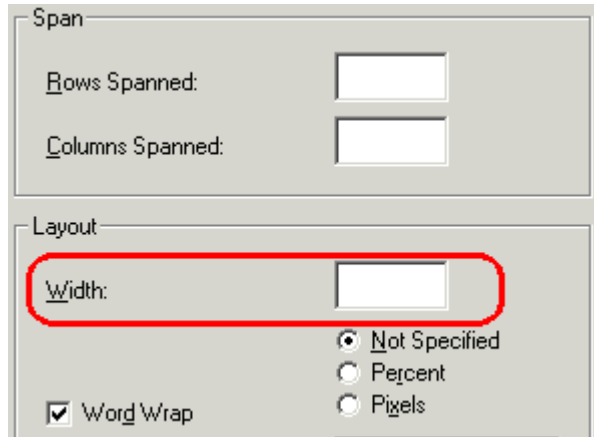 Span
Rows Spanned:
Columns Spanned:
Layout
Width:
Not Specified
Percent
Word Wrap
Pixels